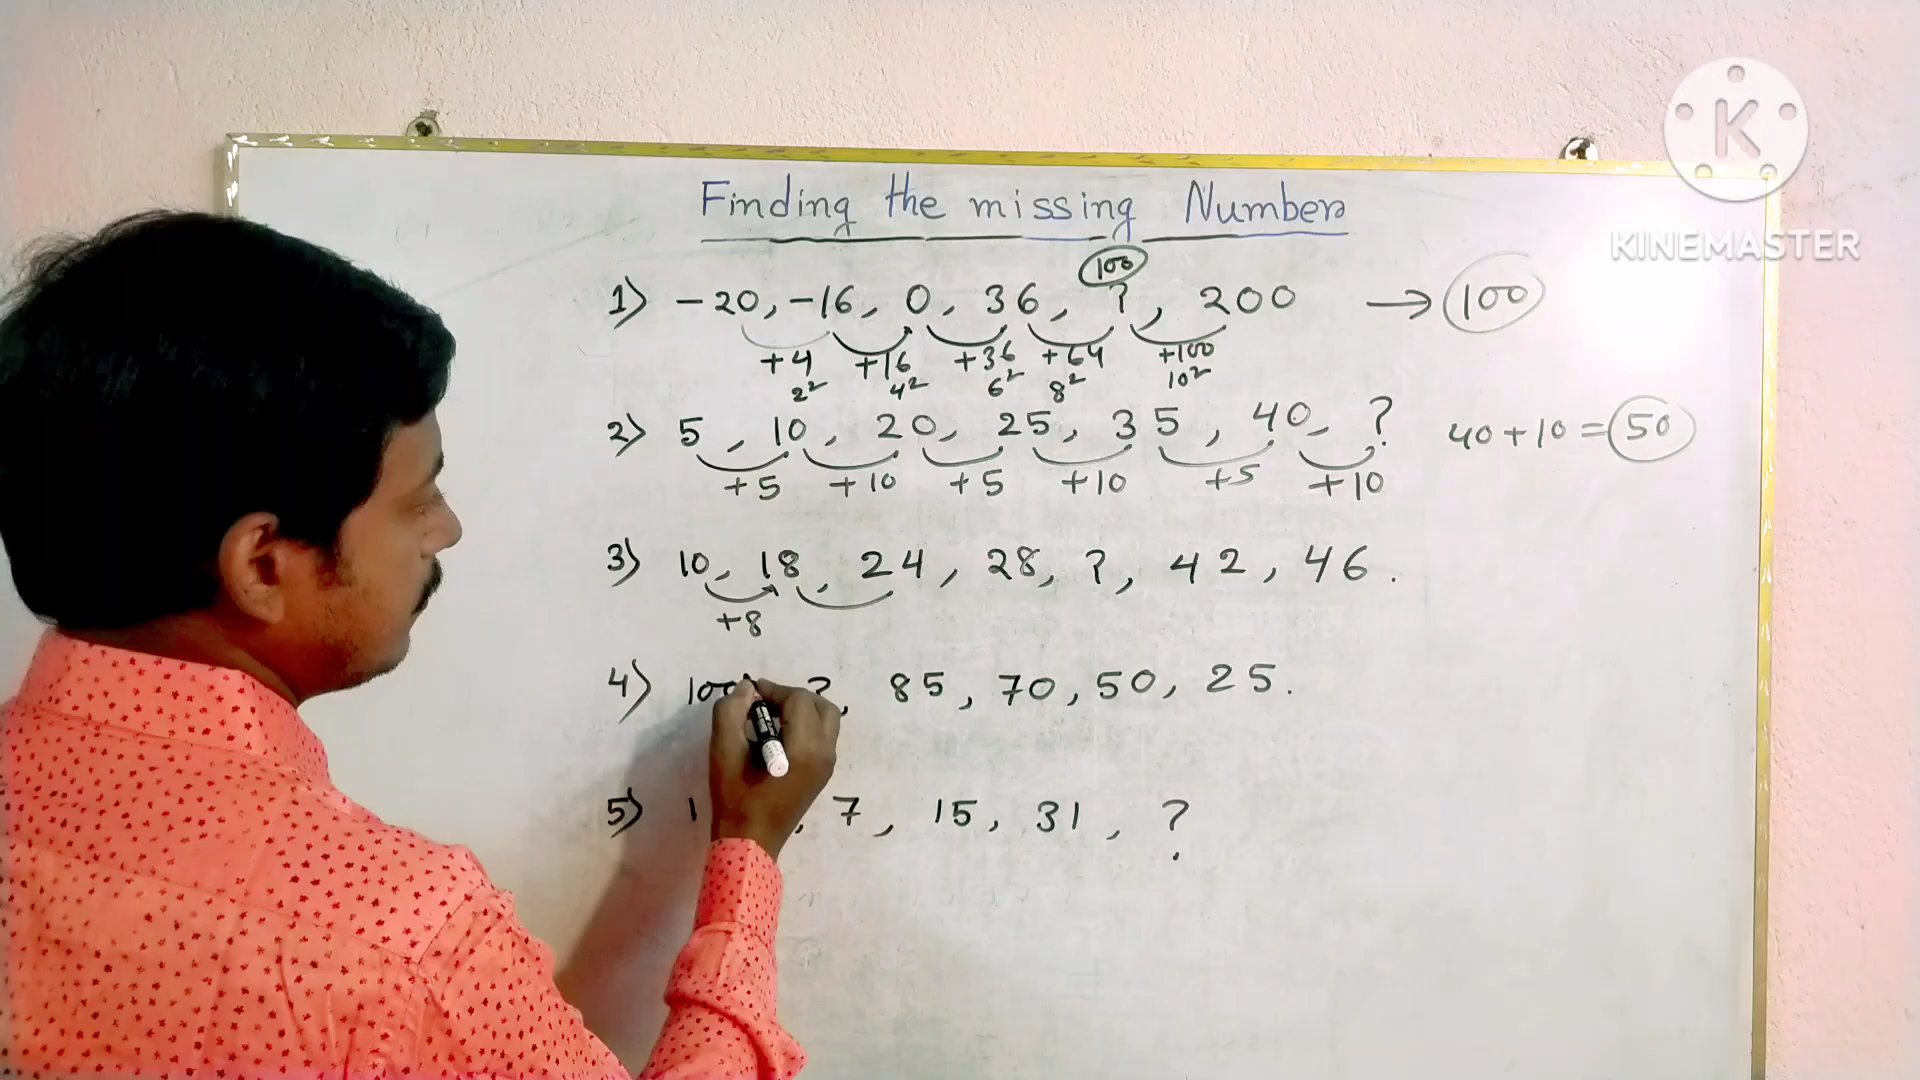 Finding the missing Numbers
100
1) -20, -16, 0, 36, ?, 200 → 100
+4 +16 +36 +64 +100
2² 4² 6² 8² 10²
2) 5, 10, 20, 25, 35, 40, ? 40+10=50
+5 +10 +5 +10 +5 +10
3) 10, 18, 24, 28, ?, 42, 46.
+8
4) 100 ?, 85, 70, 50, 25.
5) 1 , 7, 15, 31, ?
K
KINEMASTER